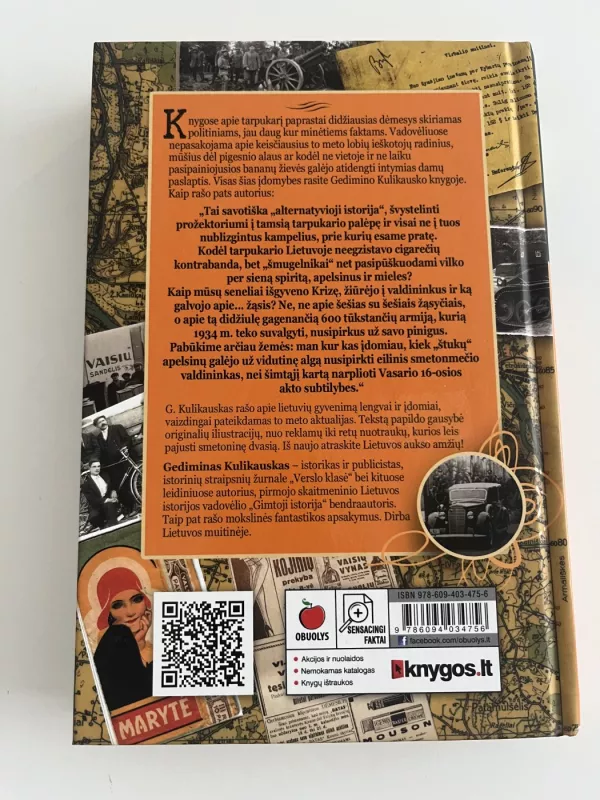 Virbalio muitinei.
Knygose apie tarpukarį paprastai didžiausias dėmesys skiriamas
politiniams, jau daug kur minėtiems faktams. Vadovėliuose
nepasakojama apie keisčiausius to meto lobių ieškotojų radinius,
mūšius dėl pigesnio alaus ar kodėl ne vietoje ir ne laiku
pasipainiojusios bananų žievės galėjo atidengti intymias damų
paslaptis. Visas šias įdomybes rasite Gedimino Kulikausko knygoje.
Kaip rašo pats autorius:
„Tai savotiška „alternatyvioji istorija“, švystelinti
prožektoriumi į tamsią tarpukario palėpę ir visai ne į tuos
nublizgintus kampelius, prie kurių esame pratę.
Kodėl tarpukario Lietuvoje neegzistavo cigarečių
kontrabanda, bet „šmugelnikai“ net pasipūškuodami vilko
per sieną spiritą, apelsinus ir mieles?
Kaip mūsų seneliai išgyveno Krizę, žiūrėjo į valdininkus ir ką
galvojo apie... žąsis? Ne, ne apie šešias su šešiais žąsyčiais,
o apie tą didžiulę gagenančią 600 tūkstančių armiją, kurią
1934 m. teko suvalgyti, nusipirkus už savo pinigus.
Pabūkime arčiau žemės: man kur kas įdomiau, kiek „štukų“
apelsinų galėjo už vidutinę algą nusipirkti eilinis smetonmečio
valdininkas, nei šimtąjį kartą narplioti Vasario 16-osios
akto subtilybes.“
G. Kulikauskas rašo apie lietuvių gyvenimą lengvai ir įdomiai,
vaizdingai pateikdamas to meto aktualijas. Tekstą papildo gausybė
originalių iliustracijų, nuo reklamų iki retų nuotraukų, kurios leis
pajusti smetoninę dvasią. Iš naujo atraskite Lietuvos aukso amžių!
Gediminas Kulikauskas – istorikas ir publicistas,
istorinių straipsnių žurnale „Verslo klasė“ bei kituose
leidiniuose autorius, pirmojo skaitmeninio Lietuvos
istorijos vadovėlio „Gimtoji istorija“ bendraautoris.
Taip pat rašo mokslinės fantastikos apsakymus. Dirba
Lietuvos muitinėje.
VAISIŲ
SANDĖLIS
prekyba
VAISIŲ
VYNAS
MARYTĖ
OBUOLYS
SENSACINGI
FAKTAI
ISBN 978-609-403-475-6
9 786094 034756
facebook.com/obuolys.lt
• Akcijos ir nuolaidos
• Nemokamas katalogas
• Knygų ištraukos
knygos.lt
MOUSON